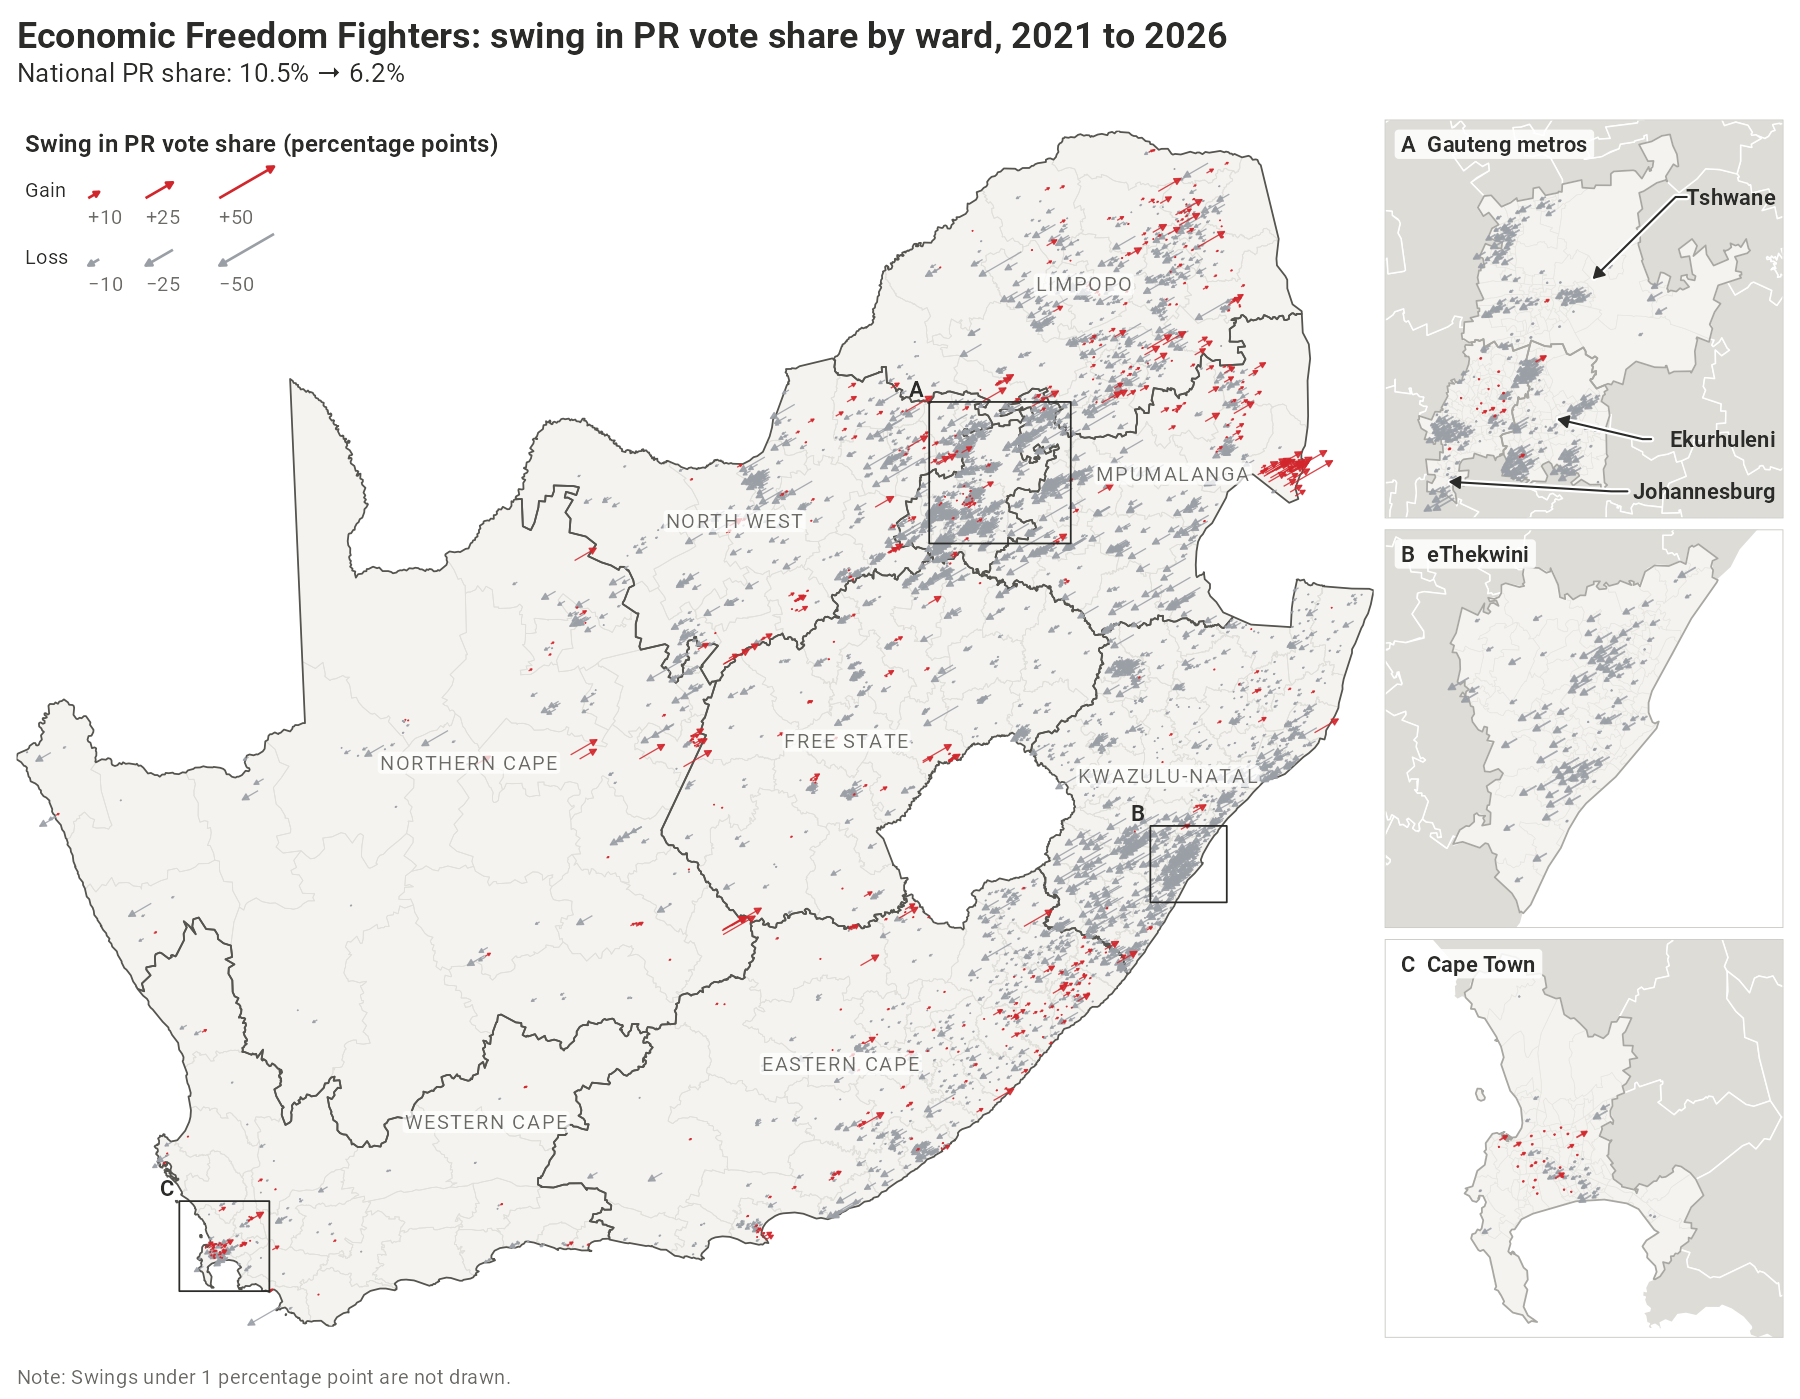 Economic Freedom Fighters: swing in PR vote share by ward, 2021 to 2026
National PR share: 10.5% → 6.2%
Swing in PR vote share (percentage points)
Gain
+10 +25 +50
Loss
−10 −25 −50
A Gauteng metros
Tshwane
Ekurhuleni
Johannesburg
B eThekwini
C Cape Town
LIMPOPO
A
MPUMALANGA
NORTH WEST
FREE STATE
NORTHERN CAPE
KWAZULU-NATAL
B
EASTERN CAPE
WESTERN CAPE
C
Note: Swings under 1 percentage point are not drawn.